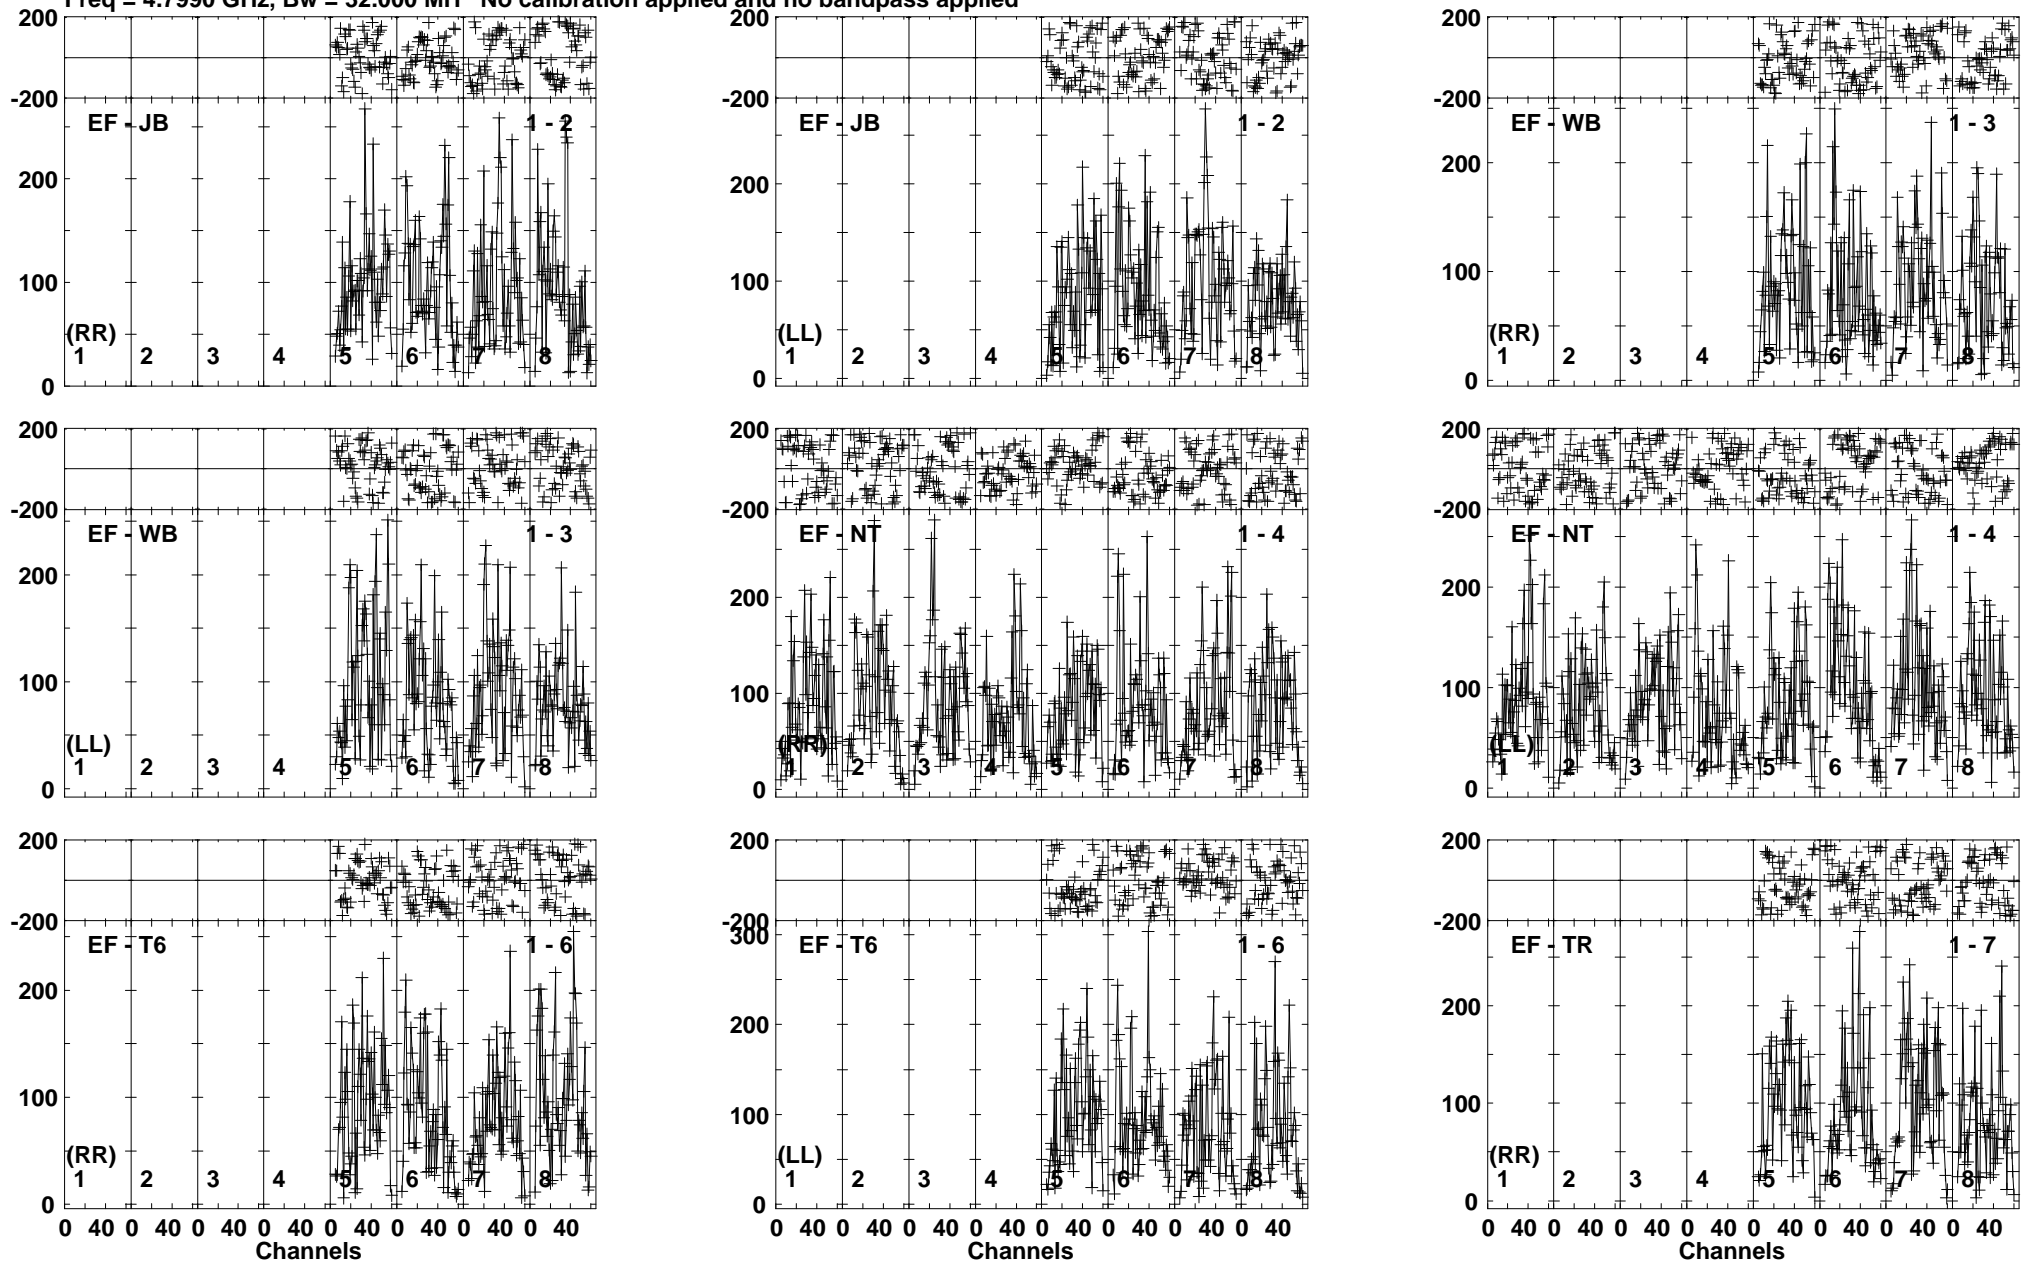 Freq = 4.7990 GHz, Bw = 32.000 MH No calibration applied and no bandpass applied
200 200 200
-200 -200 -200
EF - JB 1 - 2 EF - JB 1 - 2 EF - WB 1 - 3
200 200 200
100 100 100
(RR) (LL) (RR)
1 2 3 4 5 6 7 8 1 2 3 4 5 6 7 8 1 2 3 4 5 6 7 8
0 0 0
200 200 200
-200 -200 -200
EF - WB 1 - 3 EF - NT 1 - 4 EF - NT 1 - 4
200 200 200
100 100 100
(LL) (RR) (LL)
1 2 3 4 5 6 7 8 1 2 3 4 5 6 7 8 1 2 3 4 5 6 7 8
0 0 0
200 200 200
-200 -200 -200
300
EF - T6 1 - 6 EF - T6 1 - 6 EF - TR 1 - 7
200 200 200
100 100 100
(RR) (LL) (RR)
1 2 3 4 5 6 7 8 1 2 3 4 5 6 7 8 1 2 3 4 5 6 7 8
0 0 0
0 40 0 40 0 40 0 40 0 40 0 40 0 40 0 40 0 40 0 40 0 40 0 40 0 40 0 40 0 40 0 40 0 40 0 40 0 40 0 40 0 40 0 40 0 40 0 40
Channels Channels Channels